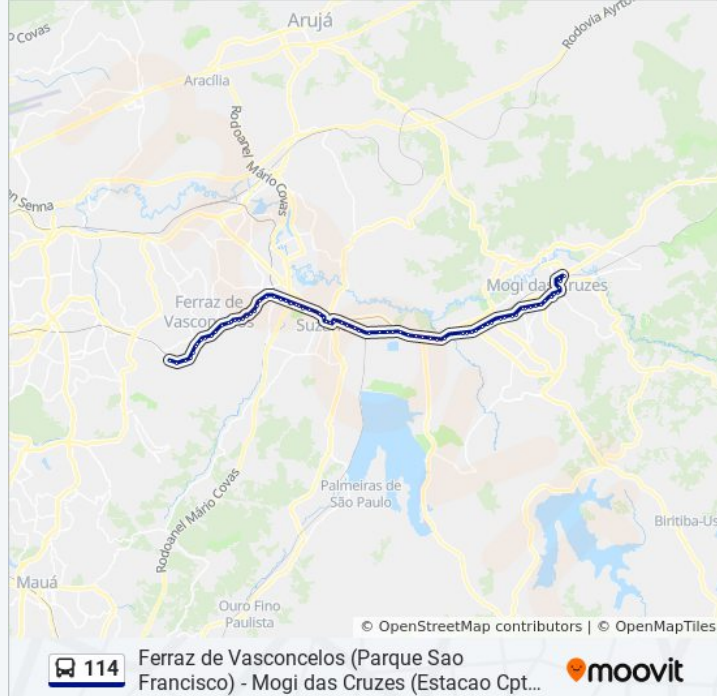 Arujá
o Covas
Rodovia Ayrto
Aracília
Rodoanel Mário Covas
n Senna
Mogi das Cruzes
Ferraz de
Vasconcelos
Suza
Palmeiras de
São Paulo
Rodoanel Mário Covas
Biritiba-Us
Mauá
Ouro Fino
Paulista
© OpenStreetMap contributors | © OpenMapTiles
114
Ferraz de Vasconcelos (Parque Sao
Francisco) - Mogi das Cruzes (Estacao Cpt...
moovit